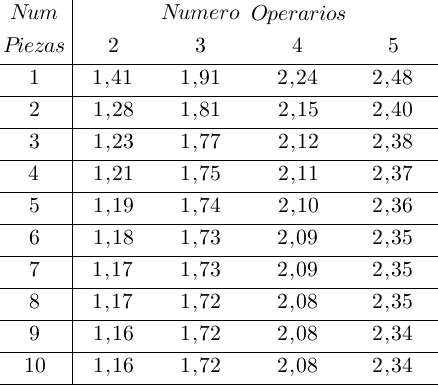 Num Numero Operarios
Piezas 2 3 4 5
1 1,41 1,91 2,24 2,48
2 1,28 1,81 2,15 2,40
3 1,23 1,77 2,12 2,38
4 1,21 1,75 2,11 2,37
5 1,19 1,74 2,10 2,36
6 1,18 1,73 2,09 2,35
7 1,17 1,73 2,09 2,35
8 1,17 1,72 2,08 2,35
9 1,16 1,72 2,08 2,34
10 1,16 1,72 2,08 2,34